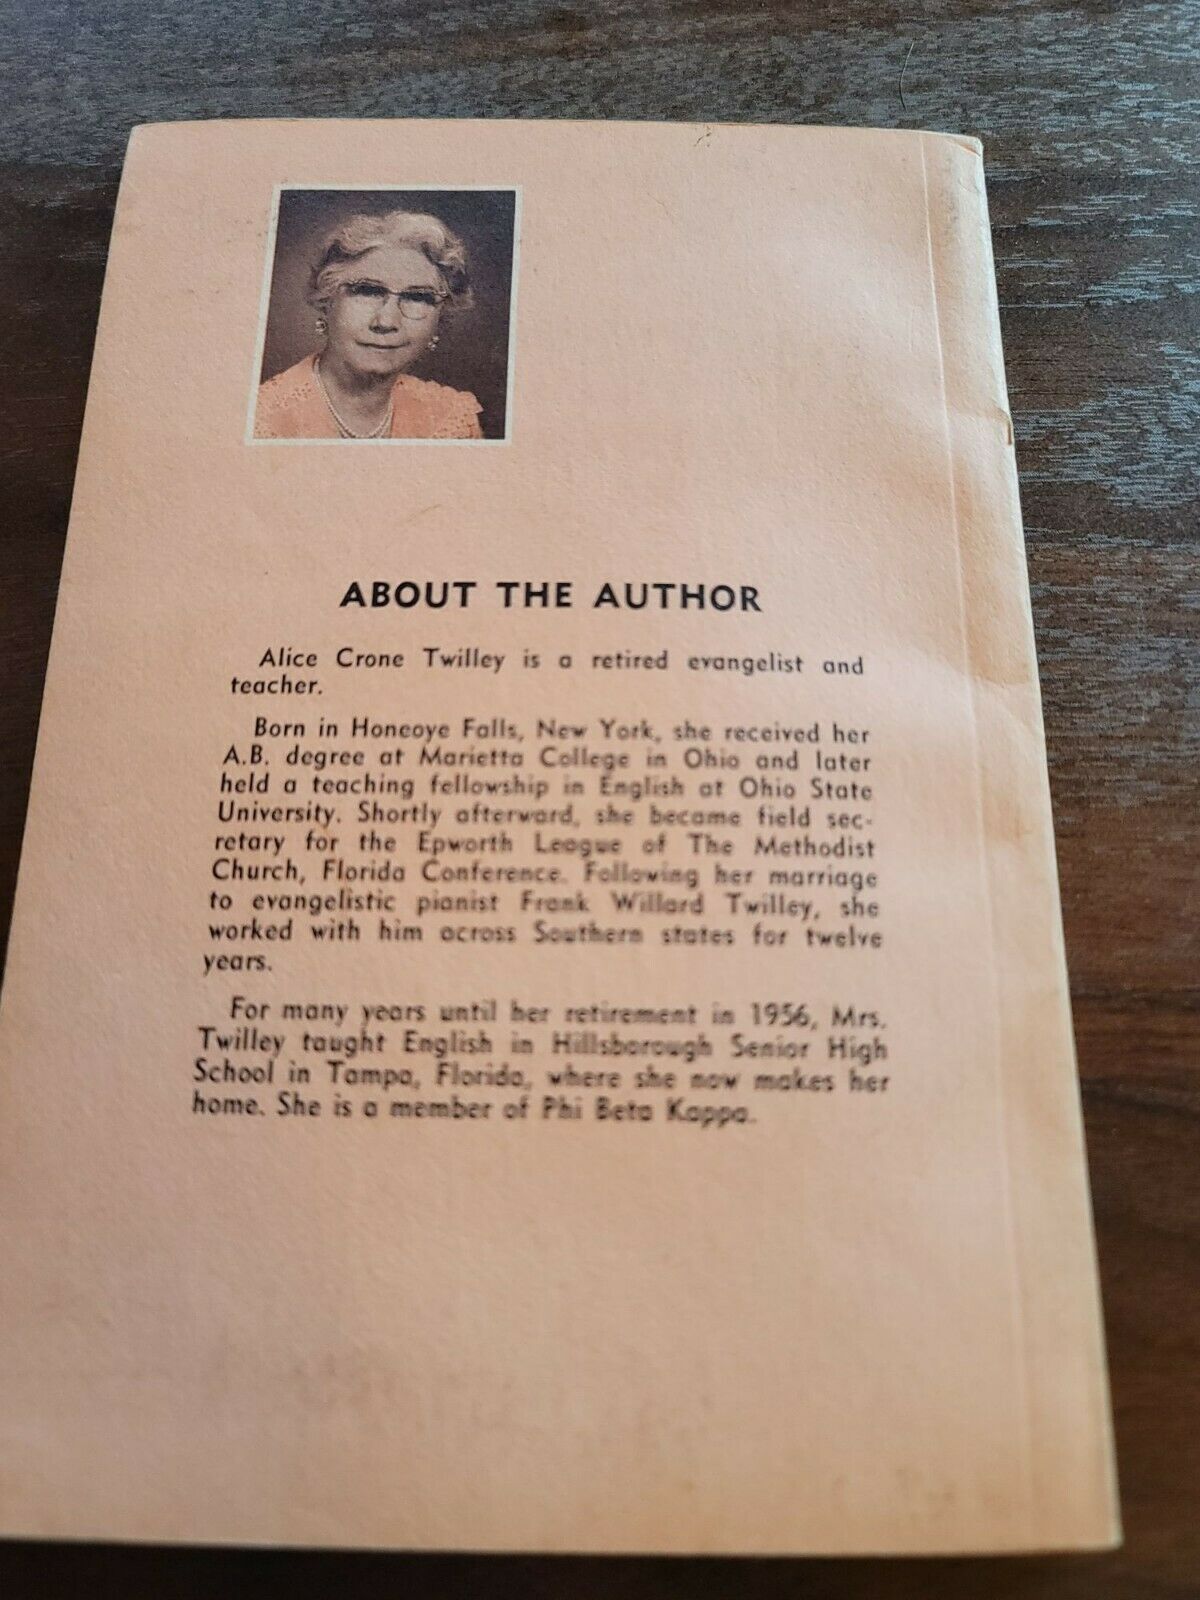 ABOUT THE AUTHOR
Alice Crone Twilley is a retired evangelist and
teacher.
Born in Honeoye Falls, New York, she received her
A.B. degree at Marietta College in Ohio and later
held a teaching fellowship in English at Ohio State
University. Shortly afterward, she became field sec-
retary for the Epworth League of The Methodist
Church, Florida Conference. Following her marriage
to evangelistic pianist Frank Willard Twilley, she
worked with him across Southern states for twelve
years.
For many years until her retirement in 1956, Mrs.
Twilley taught English in Hillsborough Senior High
School in Tampa, Florida, where she now makes her
home. She is a member of Phi Beta Kappa.